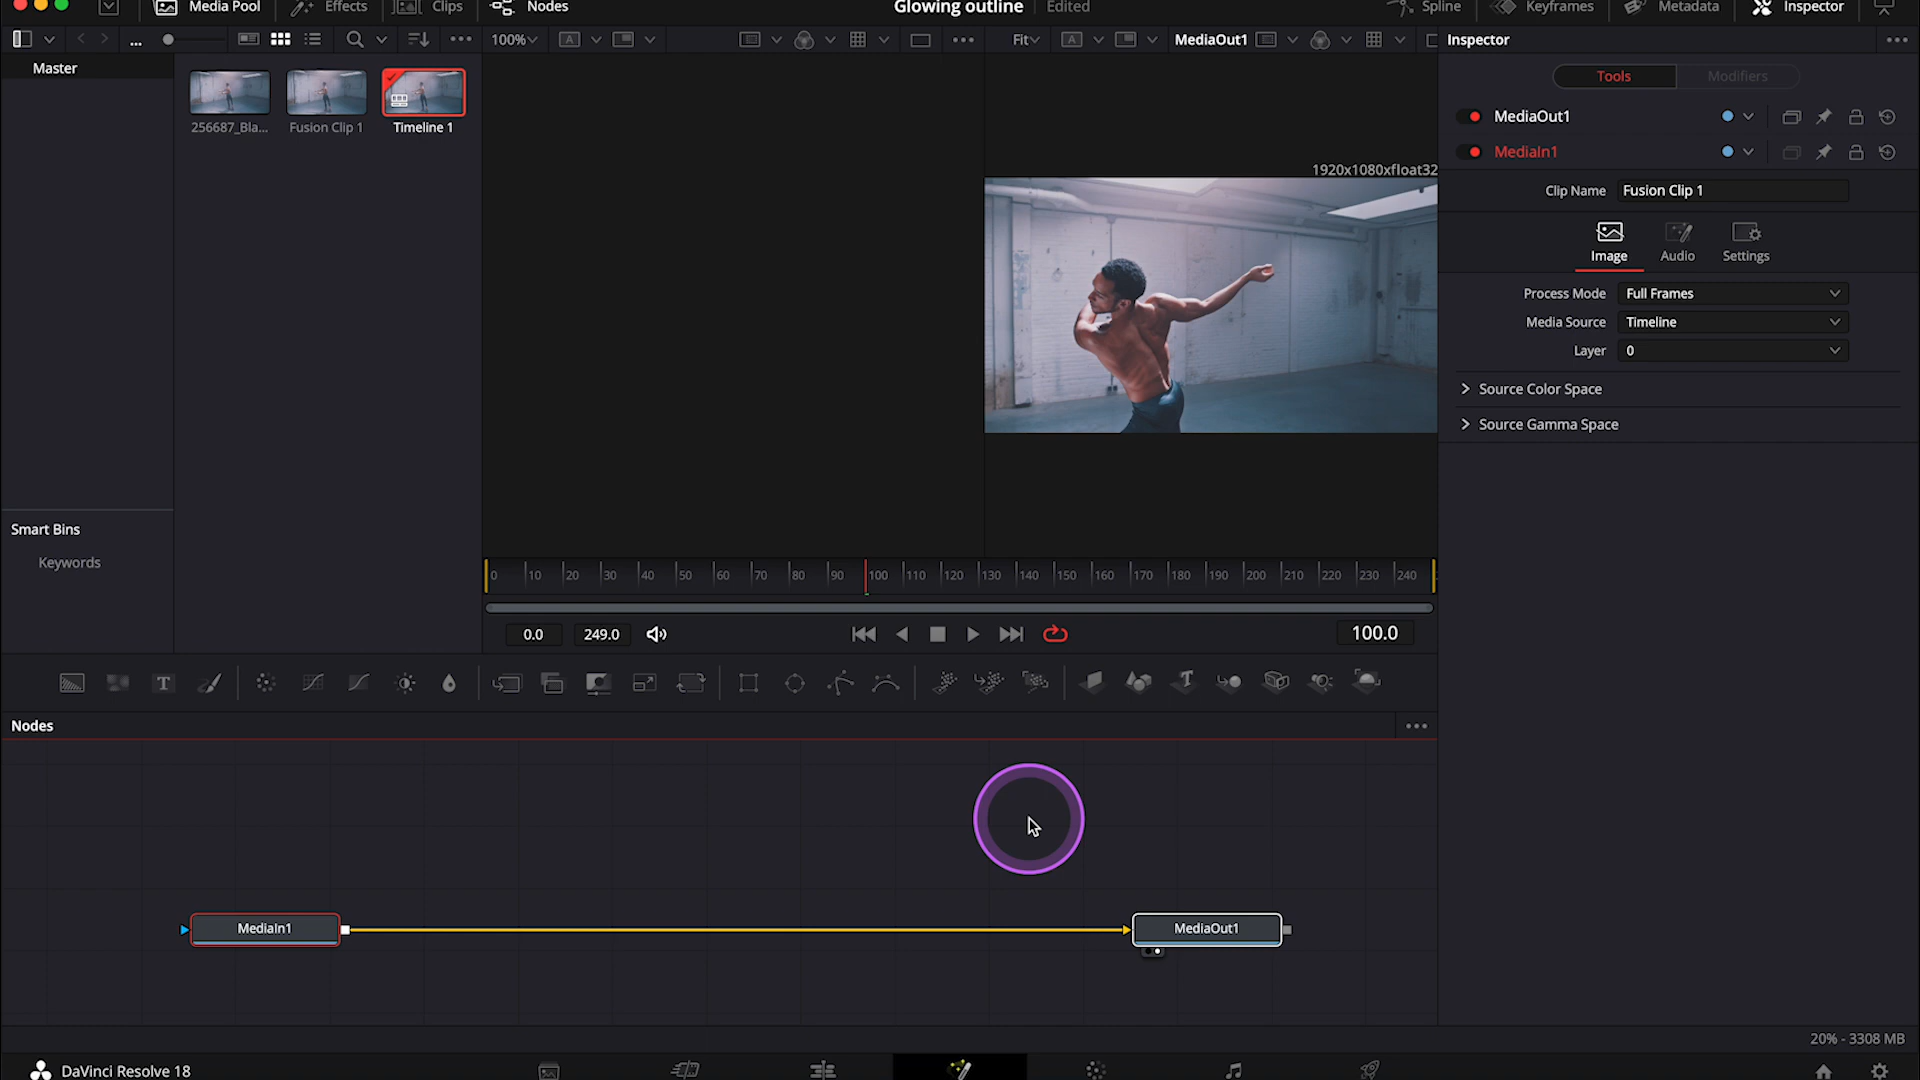 Media Pool
Effects
Clips
Nodes
Glowing outline
Edited
Spline
Keyframes
Metadata
Inspector
...
100%
A
Fit
A
MediaOut1
Inspector
Master
256687_Bla...
Fusion Clip 1
Timeline 1
1920x1080xfloat32
Tools
Modifiers
MediaOut1
MediaIn1
Clip Name
Fusion Clip 1
Image
Audio
Settings
Process Mode
Full Frames
Media Source
Timeline
Layer
0
Source Color Space
Source Gamma Space
Smart Bins
Keywords
0 10 20 30 40 50 60 70 80 90 100 110 120 130 140 150 160 170 180 190 200 210 220 230 240
0.0
249.0
100.0
T
T
Nodes
MediaIn1
MediaOut1
20% - 3308 MB
DaVinci Resolve 18